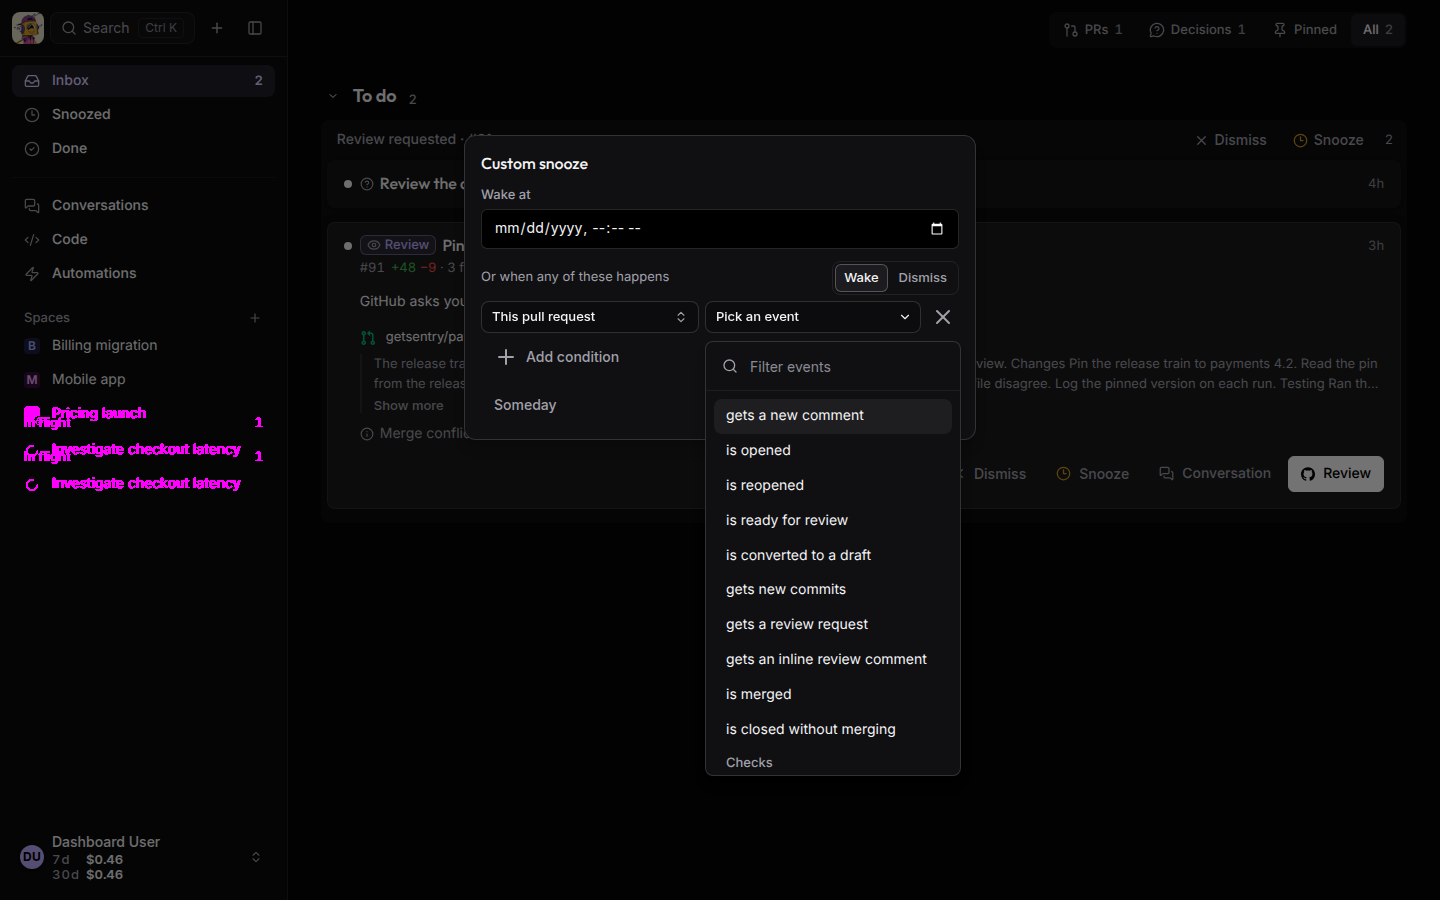 Search Ctrl K
PRs 1
Decisions 1
Pinned
All 2
Inbox 2
Snoozed
Done
Conversations
Code
Automations
Spaces
B Billing migration
M Mobile app
Pricing launch
In flight 1
Investigate checkout latency
In flight 1
Investigate checkout latency
DU Dashboard User
7d $0.46
30d $0.46
To do 2
Review requested ·
Dismiss
Snooze
2
Review the
4h
Review Pin
3h
#91 +48 −9 · 3 f
GitHub asks you
getsentry/pa
The release tra
view. Changes Pin the release train to payments 4.2. Read the pin
from the releas
file disagree. Log the pinned version on each run. Testing Ran th...
Show more
Merge confli
Dismiss
Snooze
Conversation
Review
Custom snooze
Wake at
mm/dd/yyyy, --:-- --
Or when any of these happens
Wake
Dismiss
This pull request
Pick an event
Add condition
Someday
Filter events
gets a new comment
is opened
is reopened
is ready for review
is converted to a draft
gets new commits
gets a review request
gets an inline review comment
is merged
is closed without merging
Checks